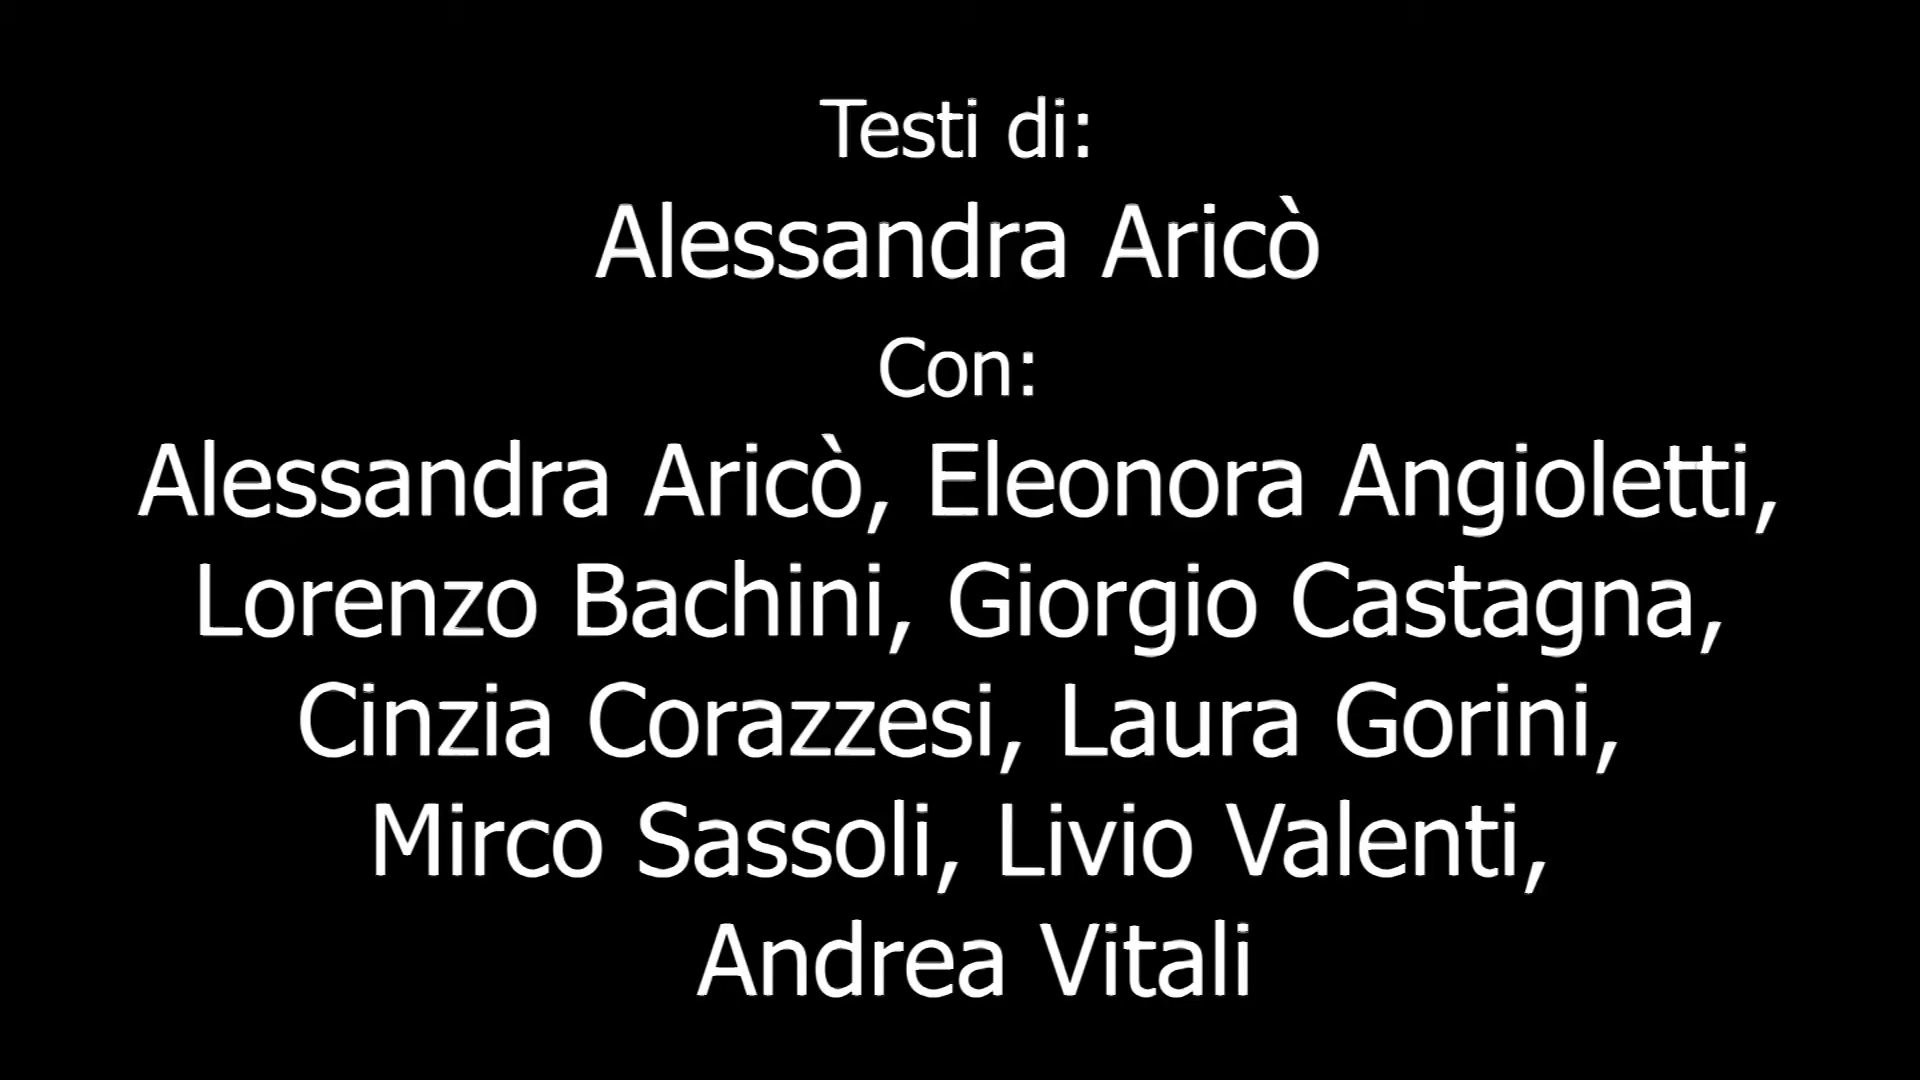 Testi di:
Alessandra Aricò
Con:
Alessandra Aricò, Eleonora Angioletti,
Lorenzo Bachini, Giorgio Castagna,
Cinzia Corazzesi, Laura Gorini,
Mirco Sassoli, Livio Valenti,
Andrea Vitali